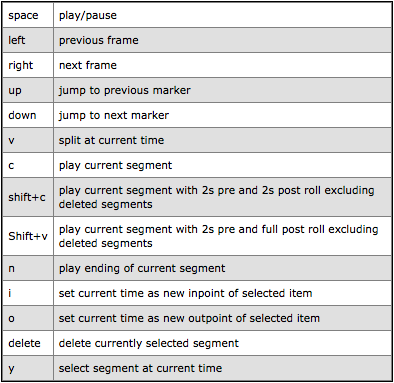 space play/pause
left previous frame
right next frame
up jump to previous marker
down jump to next marker
v split at current time
c play current segment
shift+c play current segment with 2s pre and 2s post roll excluding
deleted segments
Shift+v play current segment with 2s pre and full post roll excluding
deleted segments
n play ending of current segment
i set current time as new inpoint of selected item
o set current time as new outpoint of selected item
delete delete currently selected segment
y select segment at current time